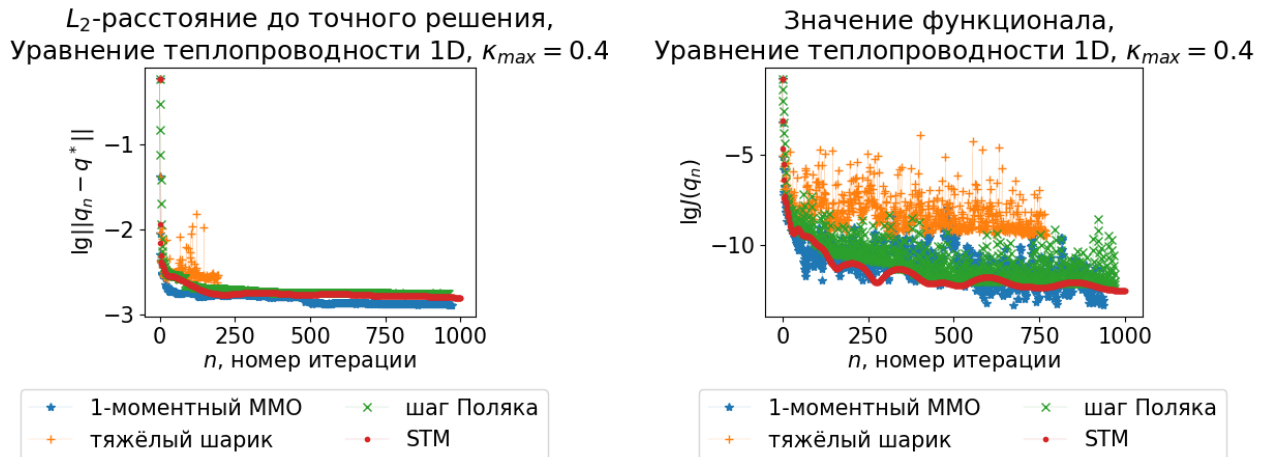 L₂-расстояние до точного решения,
Уравнение теплопроводности 1D, κₘₐₓ = 0.4
lg||qₙ − q*||
−1
−2
−3
0 250 500 750 1000
n, номер итерации
1-моментный ММО
шаг Поляка
тяжёлый шарик
STM
Значение функционала,
Уравнение теплопроводности 1D, κₘₐₓ = 0.4
lgJ(qₙ)
−5
−10
0 250 500 750 1000
n, номер итерации
1-моментный ММО
шаг Поляка
тяжёлый шарик
STM